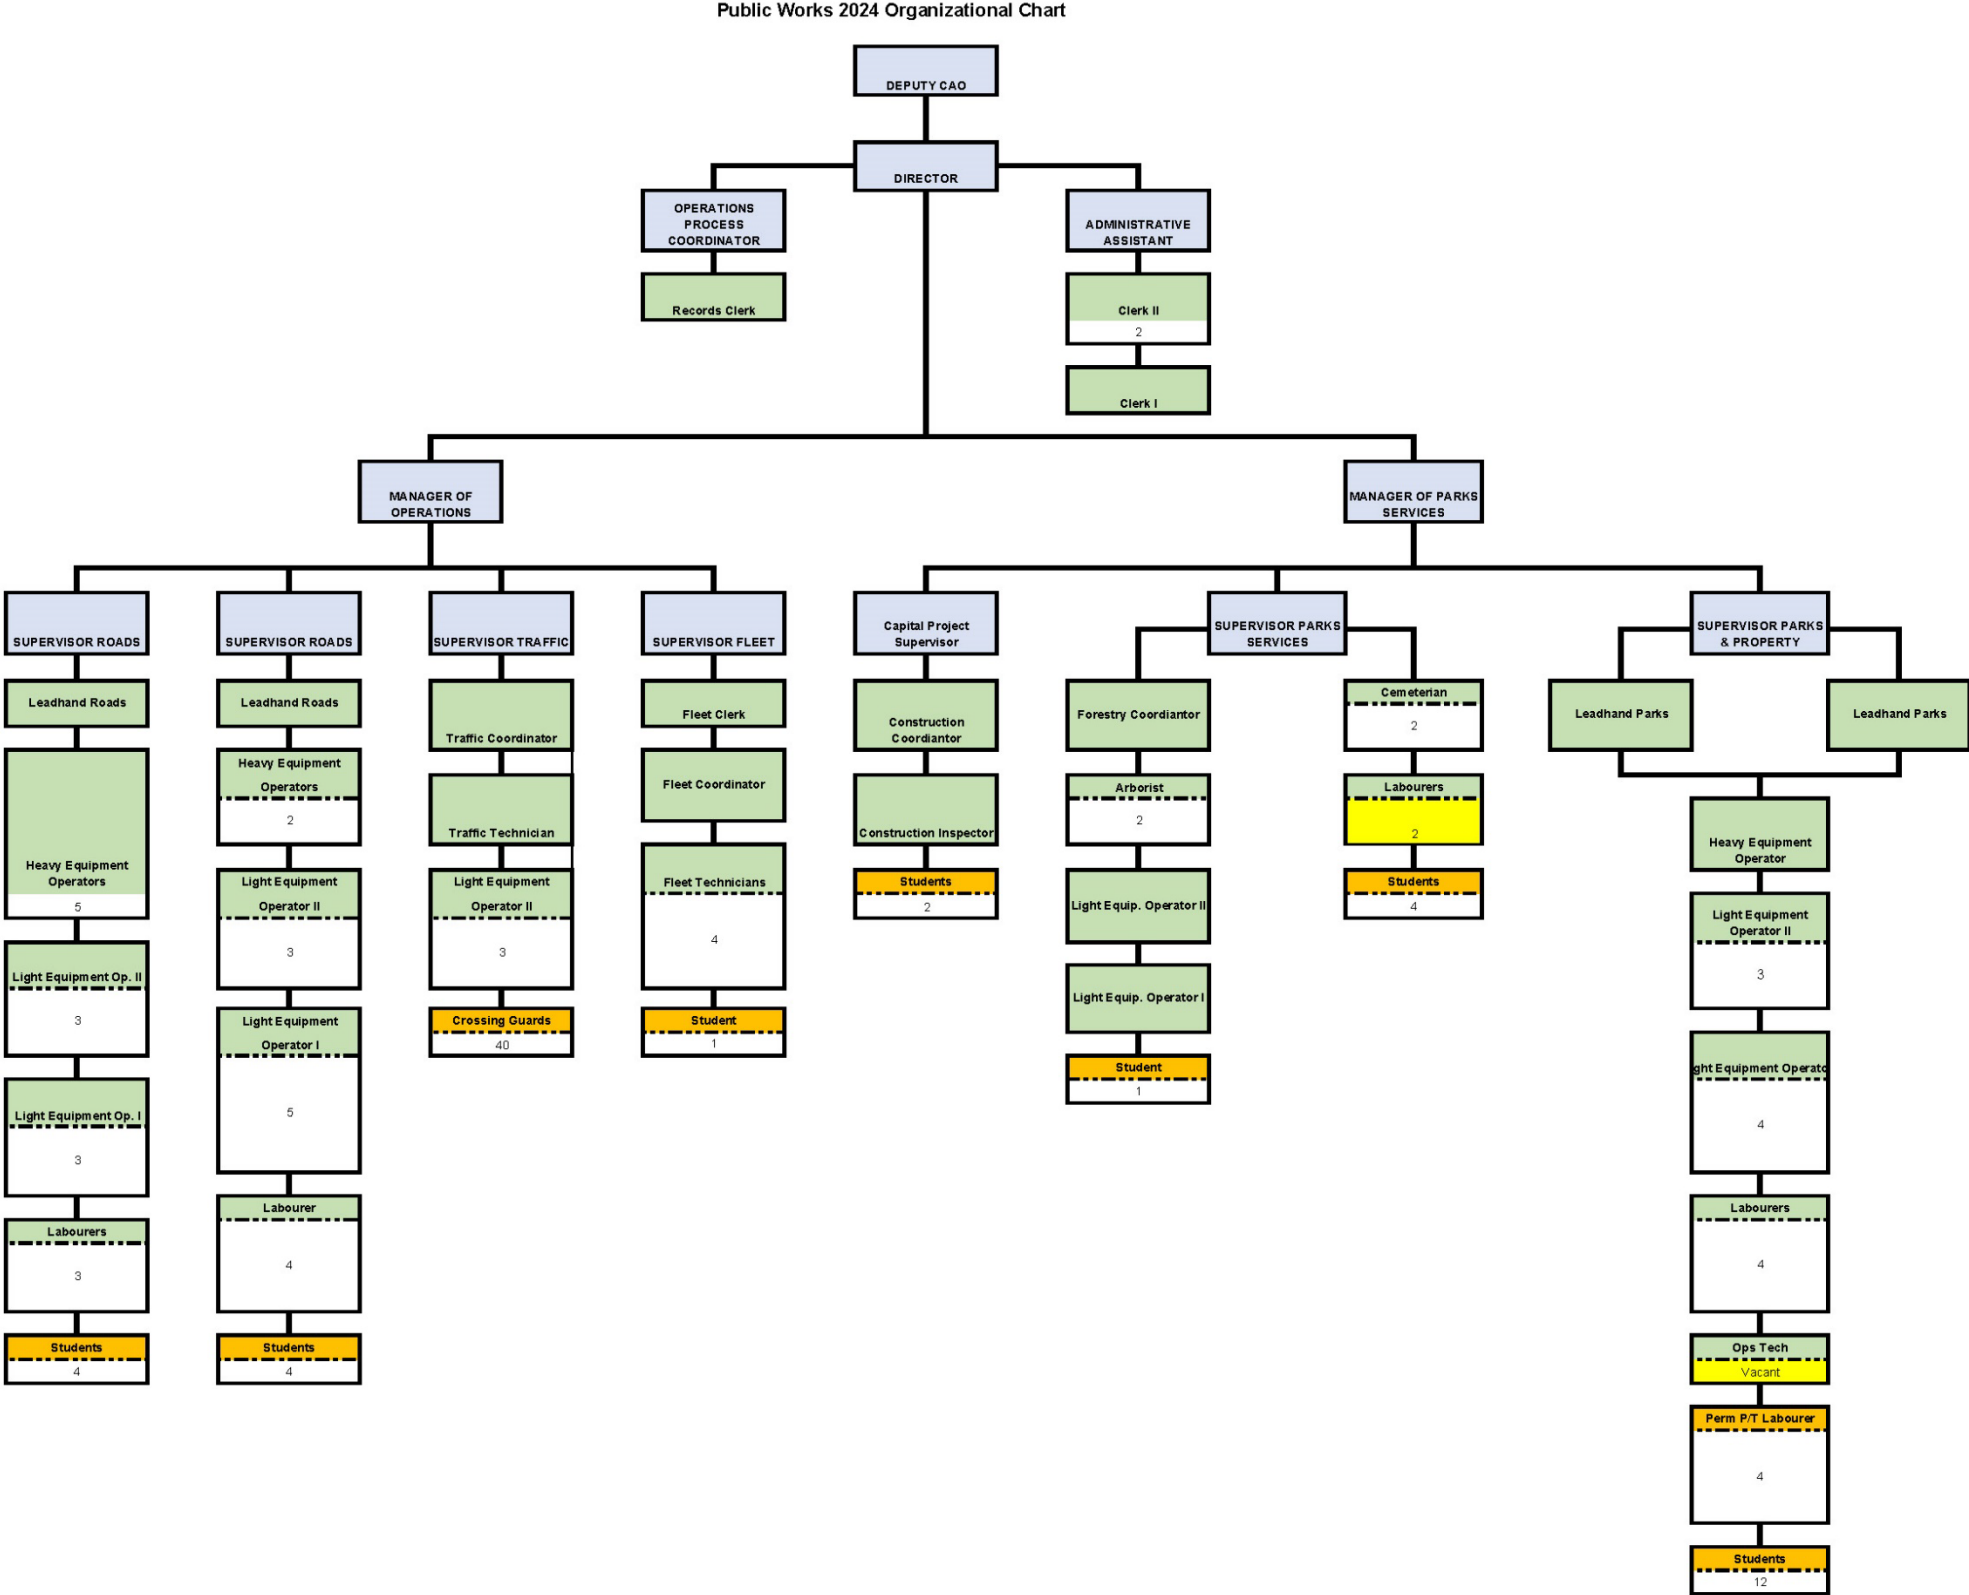 Public Works 2024 Organizational Chart
DEPUTY CAO
DIRECTOR
OPERATIONS
PROCESS
COORDINATOR
ADMINISTRATIVE
ASSISTANT
Records Clerk
Clerk II
2
Clerk I
MANAGER OF
OPERATIONS
MANAGER OF PARKS
SERVICES
SUPERVISOR ROADS
Leadhand Roads
Heavy Equipment
Operators
5
Light Equipment Op. II
3
Light Equipment Op. I
3
Labourers
3
Students
4
SUPERVISOR ROADS
Leadhand Roads
Heavy Equipment
Operators
2
Light Equipment
Operator II
3
Light Equipment
Operator I
5
Labourer
4
Students
4
SUPERVISOR TRAFFIC
Traffic Coordinator
Traffic Technician
Light Equipment
Operator II
3
Crossing Guards
40
SUPERVISOR FLEET
Fleet Clerk
Fleet Coordinator
Fleet Technicians
4
Student
1
Capital Project
Supervisor
Construction
Coordiantor
Construction Inspector
Students
2
SUPERVISOR PARKS
SERVICES
Forestry Coordiantor
Arborist
2
Light Equip. Operator II
Light Equip. Operator I
Student
1
Cemeterian
2
Labourers
2
Students
4
SUPERVISOR PARKS
& PROPERTY
Leadhand Parks
Leadhand Parks
Heavy Equipment
Operator
Light Equipment
Operator II
3
ght Equipment Operato
4
Labourers
4
Ops Tech
Vacant
Perm P/T Labourer
4
Students
12